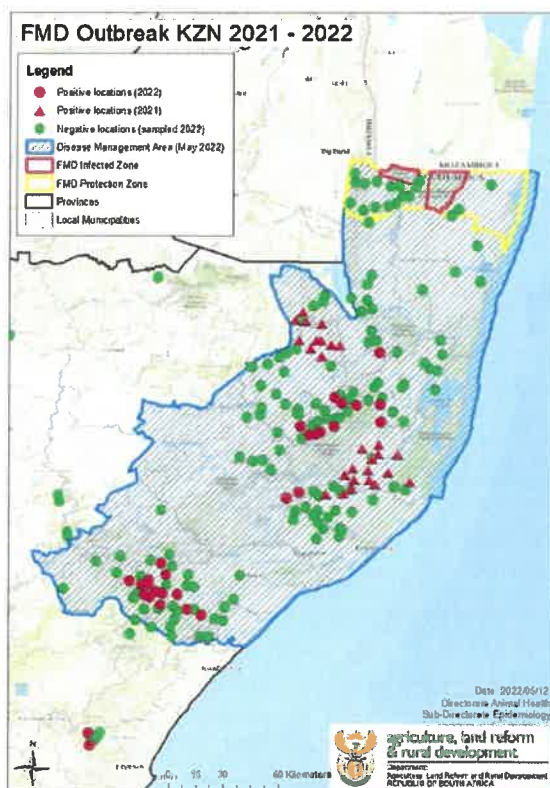 FMD Outbreak KZN 2021 - 2022
Legend
Positive locations (2022)
Positive locations (2021)
Negative locations (sampled 2022)
Disease Management Area (May 2022)
FMD Infected Zone
FMD Protection Zone
Provinces
Local Municipalities
MOZAMBIQUE
N
15 30 60 Kilometers
Date 2022/05/12
Directorate Animal Health
Sub-Directorate Epidemiology
agriculture, land reform
& rural development
Department:
Agriculture, Land Reform and Rural Development
REPUBLIC OF SOUTH AFRICA